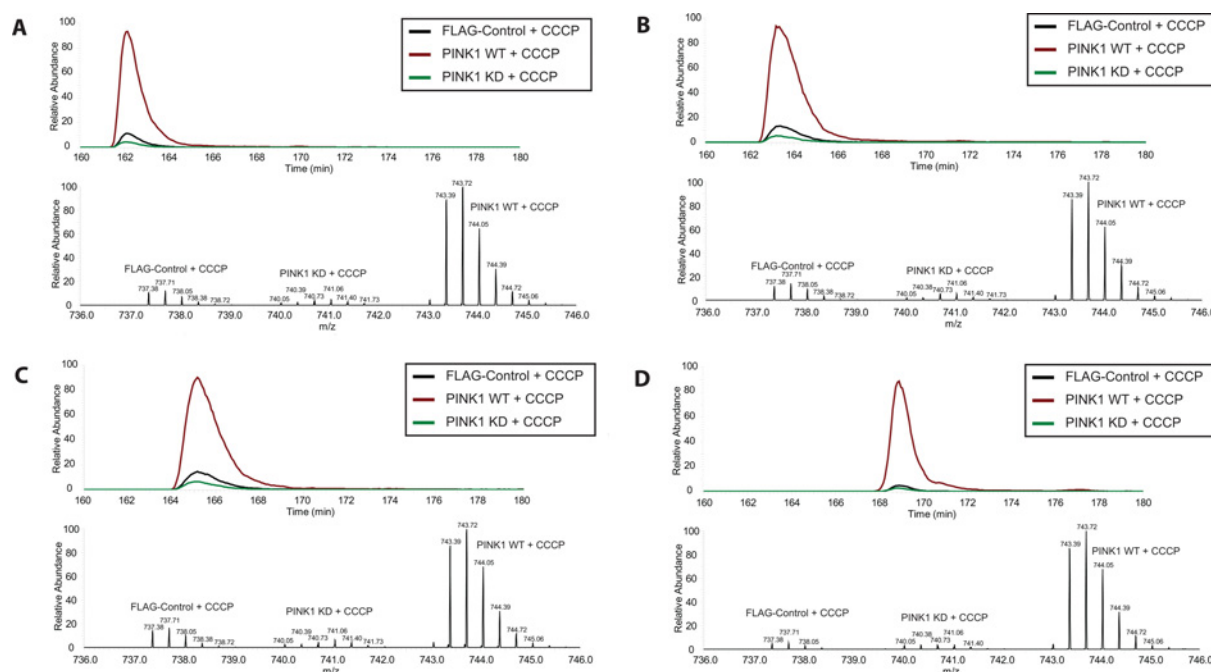 A
Relative Abundance
100
80
60
40
20
0
160 162 164 166 168 170 172 174 176 178 180
Time (min)
FLAG-Control + CCCP
PINK1 WT + CCCP
PINK1 KD + CCCP
Relative Abundance
100
80
60
40
20
0
FLAG-Control + CCCP
737.38
737.71
738.05
738.38
738.72
PINK1 KD + CCCP
740.05
740.39
740.73
741.06
741.40
741.73
PINK1 WT + CCCP
743.39
743.72
744.05
744.39
744.72
745.06
736.0 737.0 738.0 739.0 740.0 741.0 742.0 743.0 744.0 745.0 746.0
m/z
B
Relative Abundance
100
80
60
40
20
0
160 162 164 166 168 170 172 174 176 178 180
Time (min)
FLAG-Control + CCCP
PINK1 WT + CCCP
PINK1 KD + CCCP
Relative Abundance
100
80
60
40
20
0
FLAG-Control + CCCP
737.38
737.71
738.05
738.38
738.72
PINK1 KD + CCCP
740.05
740.38
740.73
741.06
741.40
741.73
PINK1 WT + CCCP
743.39
743.72
744.05
744.39
744.72
745.06
736.0 737.0 738.0 739.0 740.0 741.0 742.0 743.0 744.0 745.0 746.0
m/z
C
Relative Abundance
100
80
60
40
20
0
160 162 164 166 168 170 172 174 176 178 180
Time (min)
FLAG-Control + CCCP
PINK1 WT + CCCP
PINK1 KD + CCCP
Relative Abundance
100
80
60
40
20
0
FLAG-Control + CCCP
737.38
737.71
738.05
738.38
738.72
PINK1 KD + CCCP
740.05
740.39
740.73
741.06
741.40
741.73
PINK1 WT + CCCP
743.39
743.72
744.05
744.39
744.72
745.06
736.0 737.0 738.0 739.0 740.0 741.0 742.0 743.0 744.0 745.0 746.0
m/z
D
Relative Abundance
100
80
60
40
20
0
160 162 164 166 168 170 172 174 176 178 180
Time (min)
FLAG-Control + CCCP
PINK1 WT + CCCP
PINK1 KD + CCCP
Relative Abundance
100
80
60
40
20
0
FLAG-Control + CCCP
737.38
737.71
738.05
PINK1 KD + CCCP
740.05
740.38
740.73
741.06
741.40
PINK1 WT + CCCP
743.39
743.72
744.05
744.39
744.72
745.06
736.0 737.0 738.0 739.0 740.0 741.0 742.0 743.0 744.0 745.0 746.0
m/z